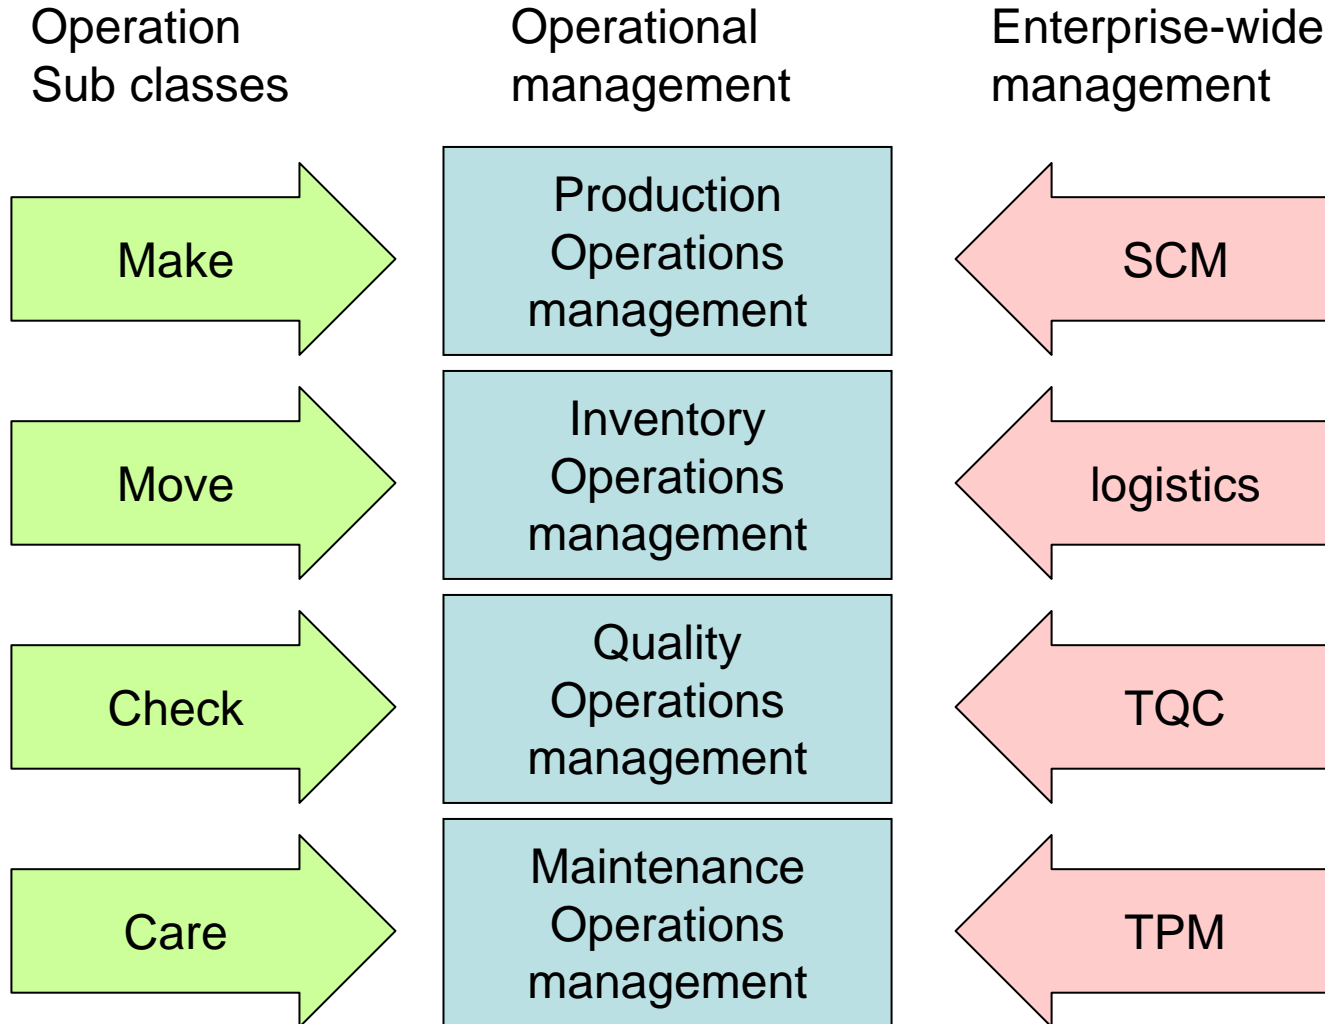 Operation
Sub classes
Operational
management
Enterprise-wide
management
Make
Production
Operations
management
SCM
Move
Inventory
Operations
management
logistics
Check
Quality
Operations
management
TQC
Care
Maintenance
Operations
management
TPM